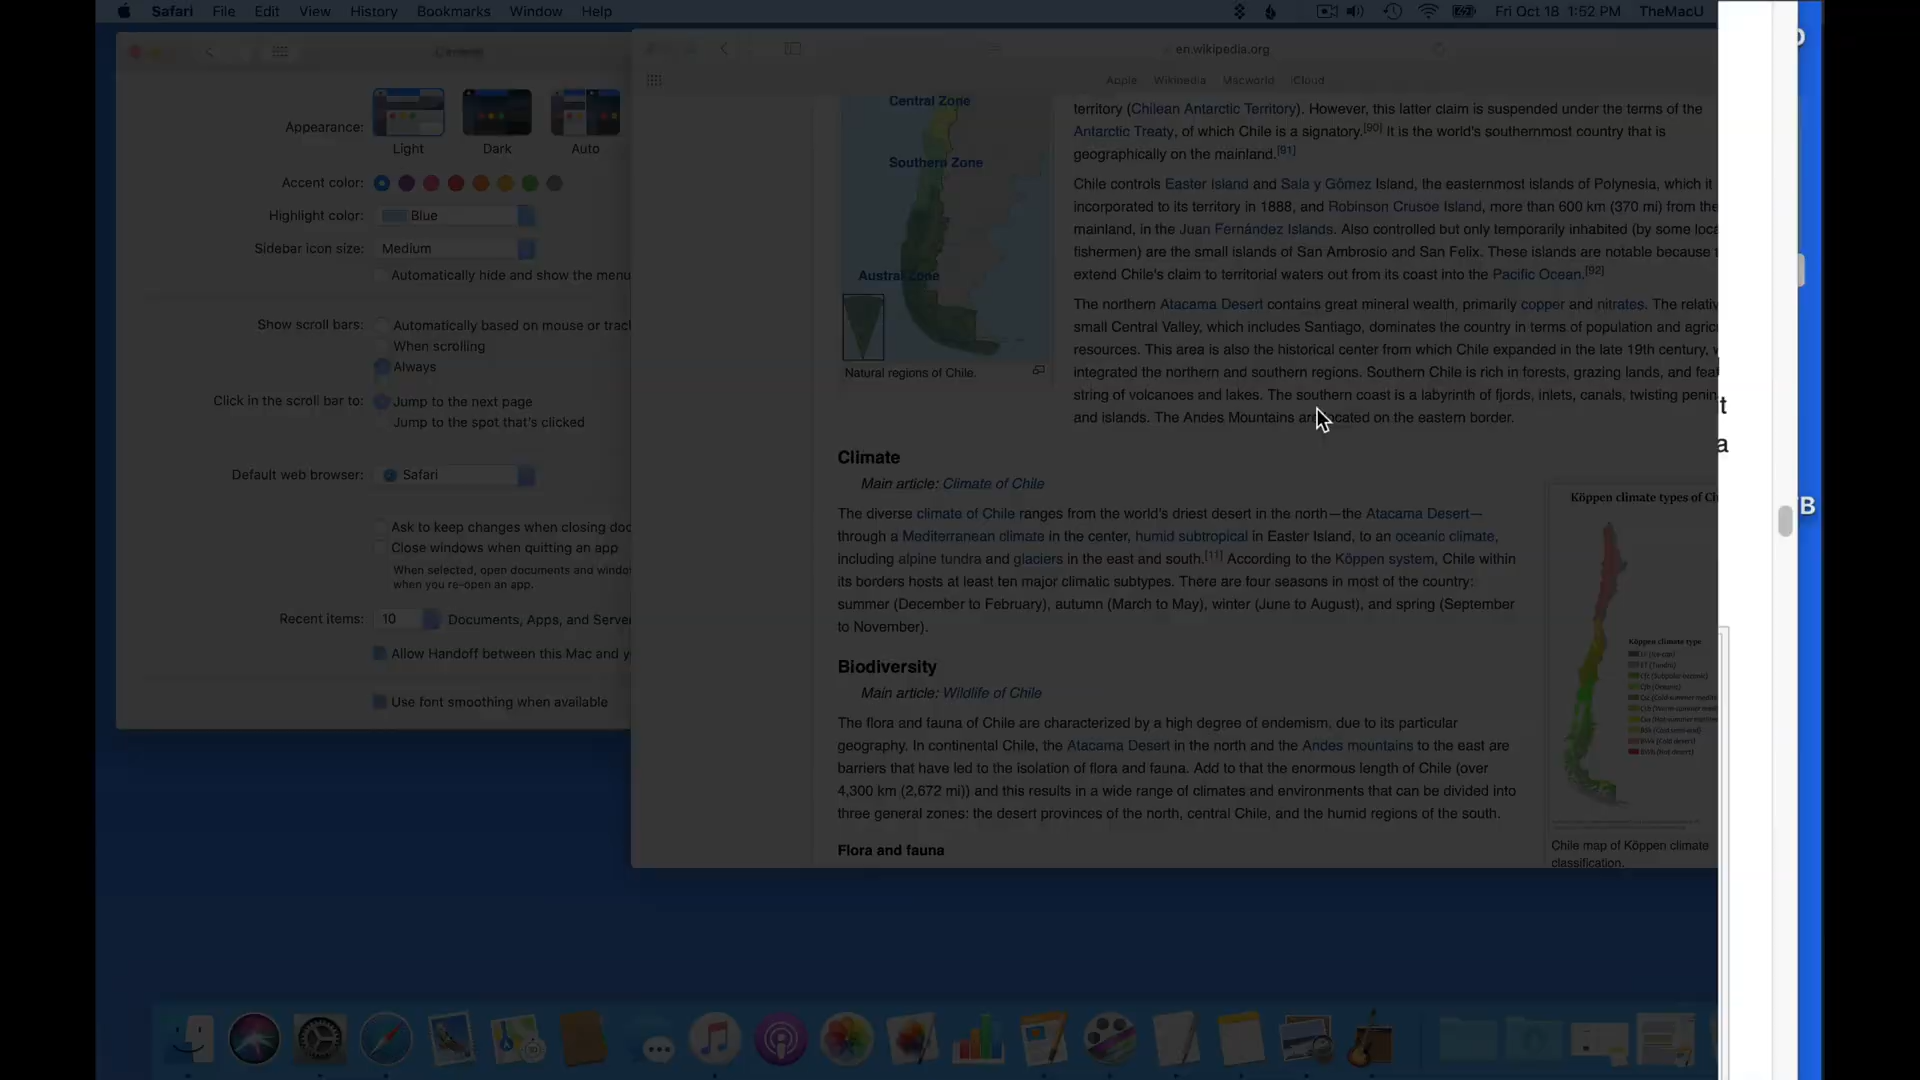 Safari File Edit View History Bookmarks Window Help
Fri Oct 18 1:52 PM TheMacU
General
Appearance:
Light Dark Auto
Accent color:
Highlight color: Blue
Sidebar icon size: Medium
Automatically hide and show the menu
Show scroll bars: Automatically based on mouse or trac
When scrolling
Always
Click in the scroll bar to: Jump to the next page
Jump to the spot that's clicked
Default web browser: Safari
Ask to keep changes when closing doc
Close windows when quitting an app
When selected, open documents and windo
when you re-open an app.
Recent items: 10 Documents, Apps, and Serve
Allow Handoff between this Mac and y
Use font smoothing when available
en.wikipedia.org
Apple Wikipedia Macworld iCloud
Central Zone
Southern Zone
Austral Zone
Natural regions of Chile.
territory (Chilean Antarctic Territory). However, this latter claim is suspended under the terms of the
Antarctic Treaty, of which Chile is a signatory.[90] It is the world's southernmost country that is
geographically on the mainland.[91]
Chile controls Easter Island and Sala y Gómez Island, the easternmost islands of Polynesia, which it
incorporated to its territory in 1888, and Robinson Crusoe Island, more than 600 km (370 mi) from the
mainland, in the Juan Fernández Islands. Also controlled but only temporarily inhabited (by some loca
fishermen) are the small islands of San Ambrosio and San Felix. These islands are notable because
extend Chile's claim to territorial waters out from its coast into the Pacific Ocean.[92]
The northern Atacama Desert contains great mineral wealth, primarily copper and nitrates. The relativ
small Central Valley, which includes Santiago, dominates the country in terms of population and agric
resources. This area is also the historical center from which Chile expanded in the late 19th century, w
integrated the northern and southern regions. Southern Chile is rich in forests, grazing lands, and feat
string of volcanoes and lakes. The southern coast is a labyrinth of fjords, inlets, canals, twisting penin
and islands. The Andes Mountains are located on the eastern border.
t
a
B
Climate
Main article: Climate of Chile
The diverse climate of Chile ranges from the world's driest desert in the north—the Atacama Desert—
through a Mediterranean climate in the center, humid subtropical in Easter Island, to an oceanic climate,
including alpine tundra and glaciers in the east and south.[11] According to the Köppen system, Chile within
its borders hosts at least ten major climatic subtypes. There are four seasons in most of the country:
summer (December to February), autumn (March to May), winter (June to August), and spring (September
to November).
Köppen climate types of Ch
Köppen climate type
Chile map of Köppen climate
classification.
Biodiversity
Main article: Wildlife of Chile
The flora and fauna of Chile are characterized by a high degree of endemism, due to its particular
geography. In continental Chile, the Atacama Desert in the north and the Andes mountains to the east are
barriers that have led to the isolation of flora and fauna. Add to that the enormous length of Chile (over
4,300 km (2,672 mi)) and this results in a wide range of climates and environments that can be divided into
three general zones: the desert provinces of the north, central Chile, and the humid regions of the south.
Flora and fauna